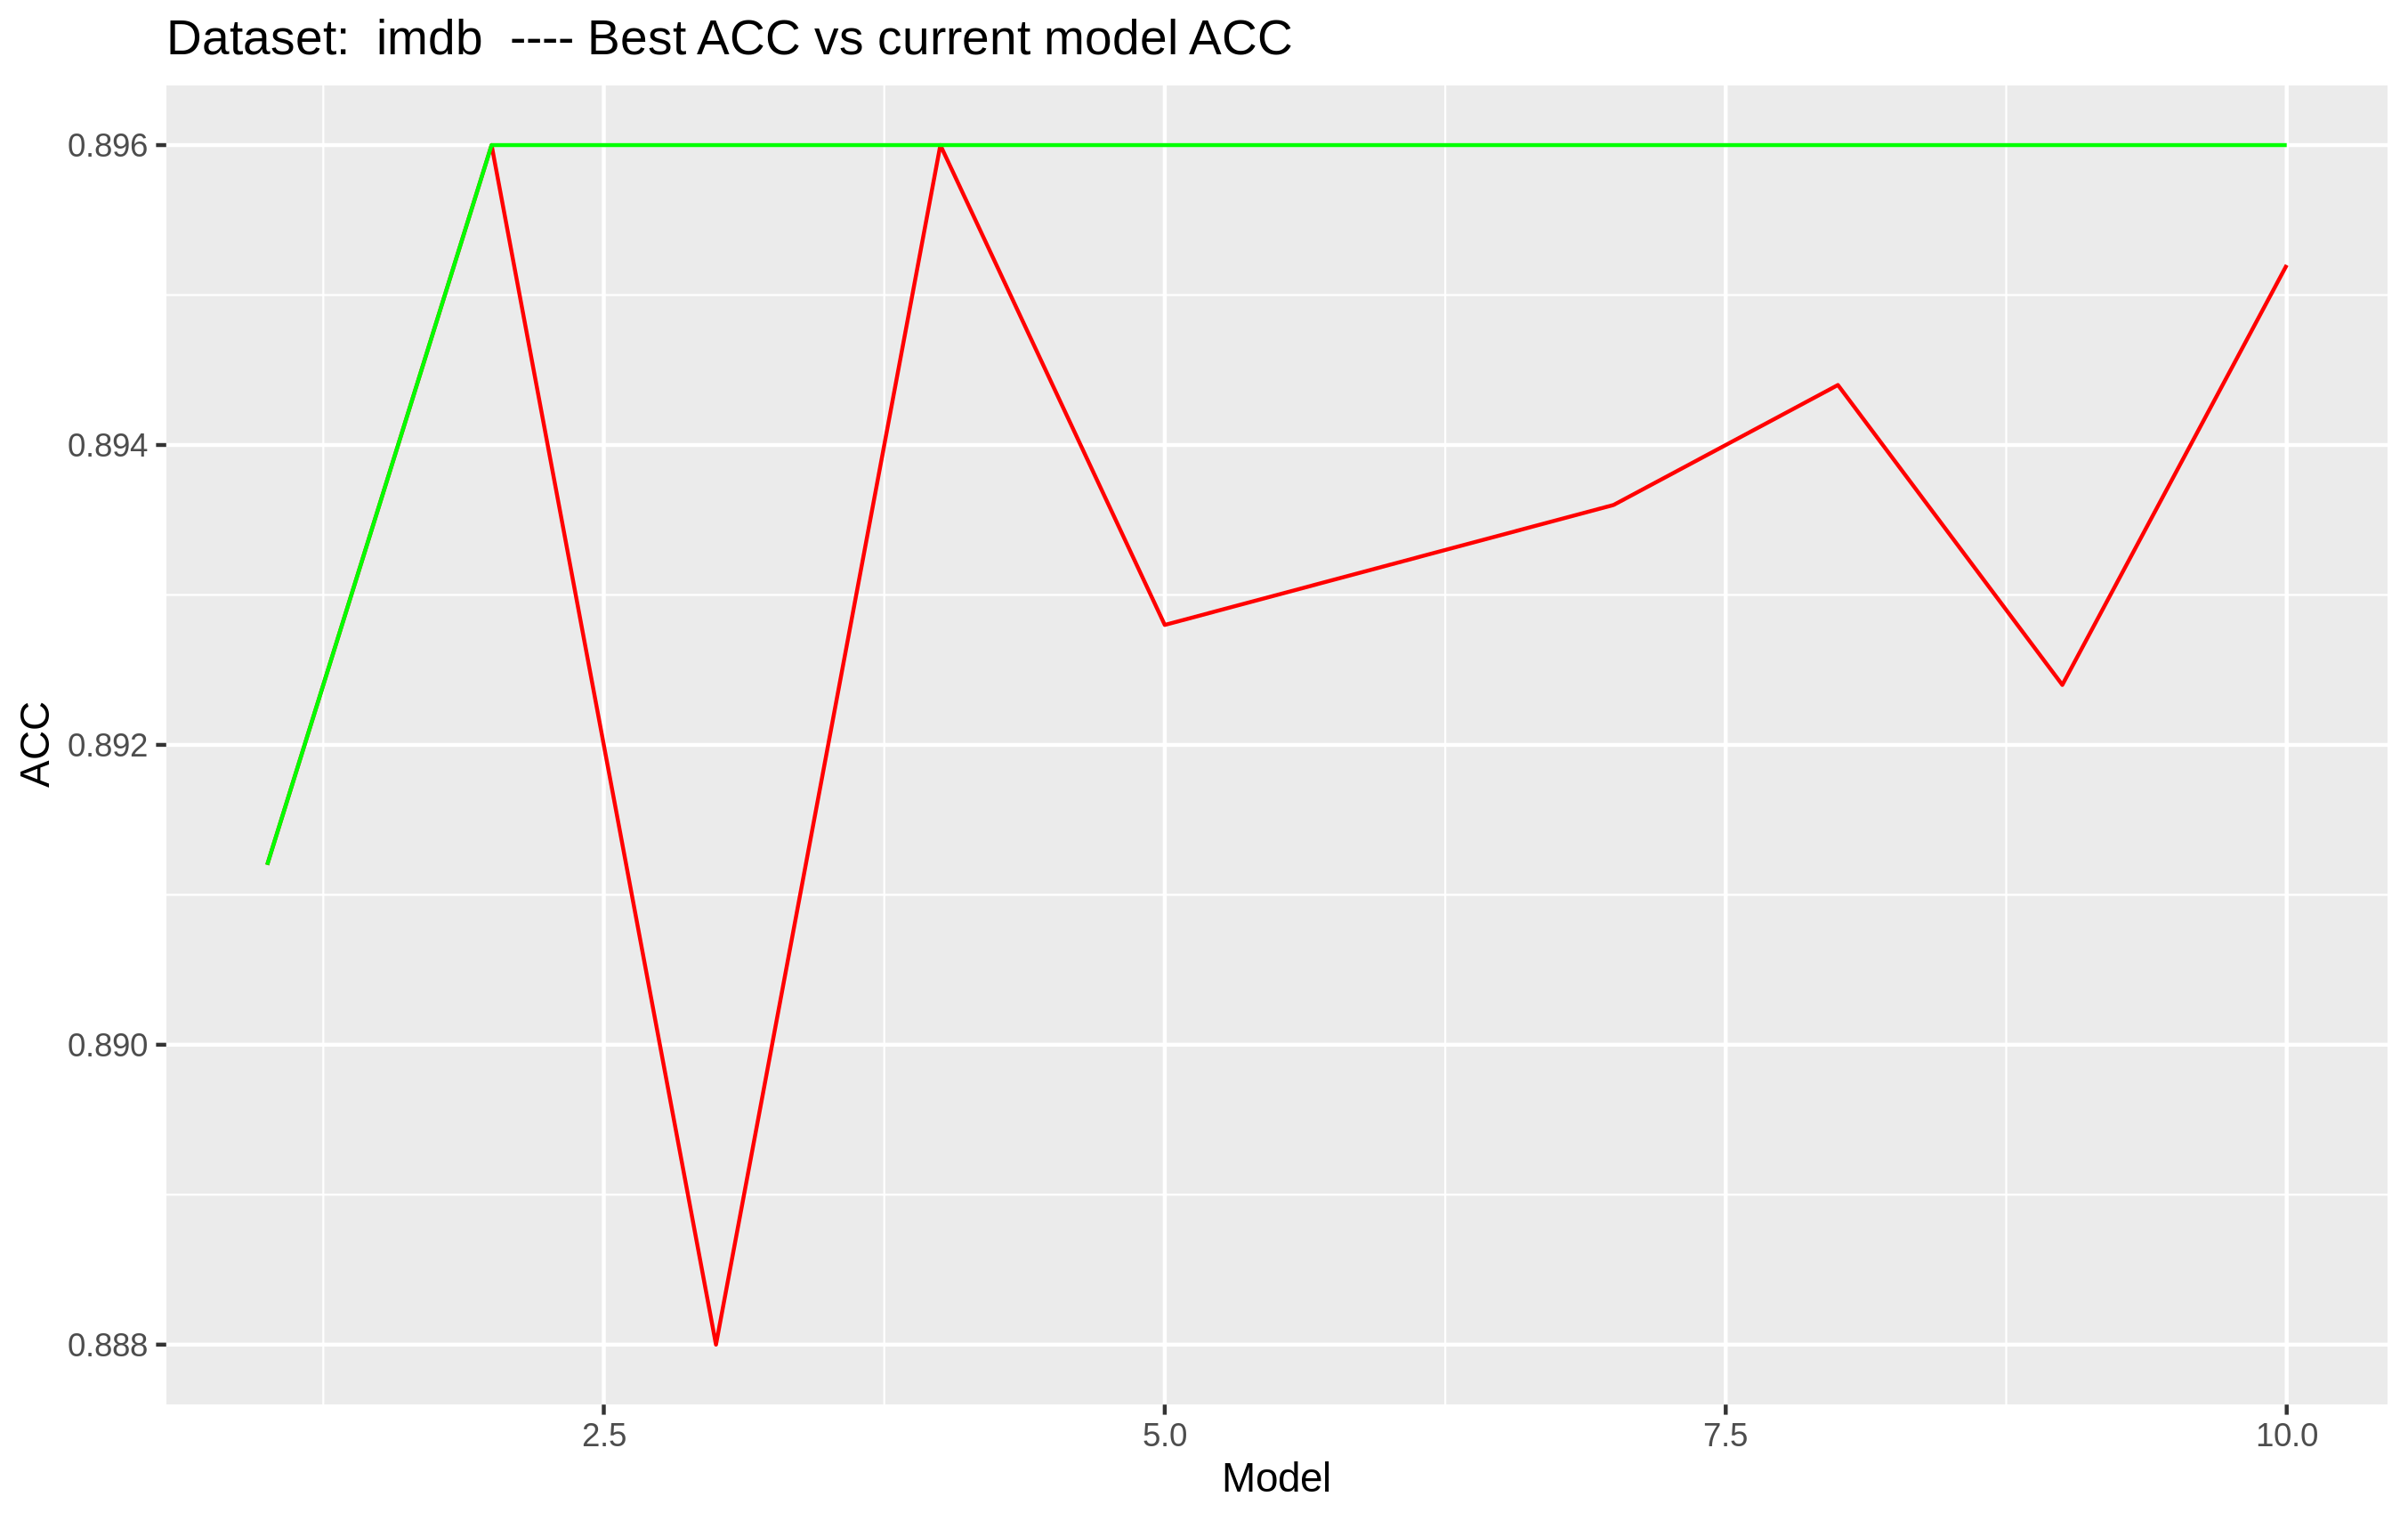 Dataset:  imdb  ---- Best ACC vs current model ACC
ACC
0.896
0.894
0.892
0.890
0.888
2.5 5.0 7.5 10.0
Model